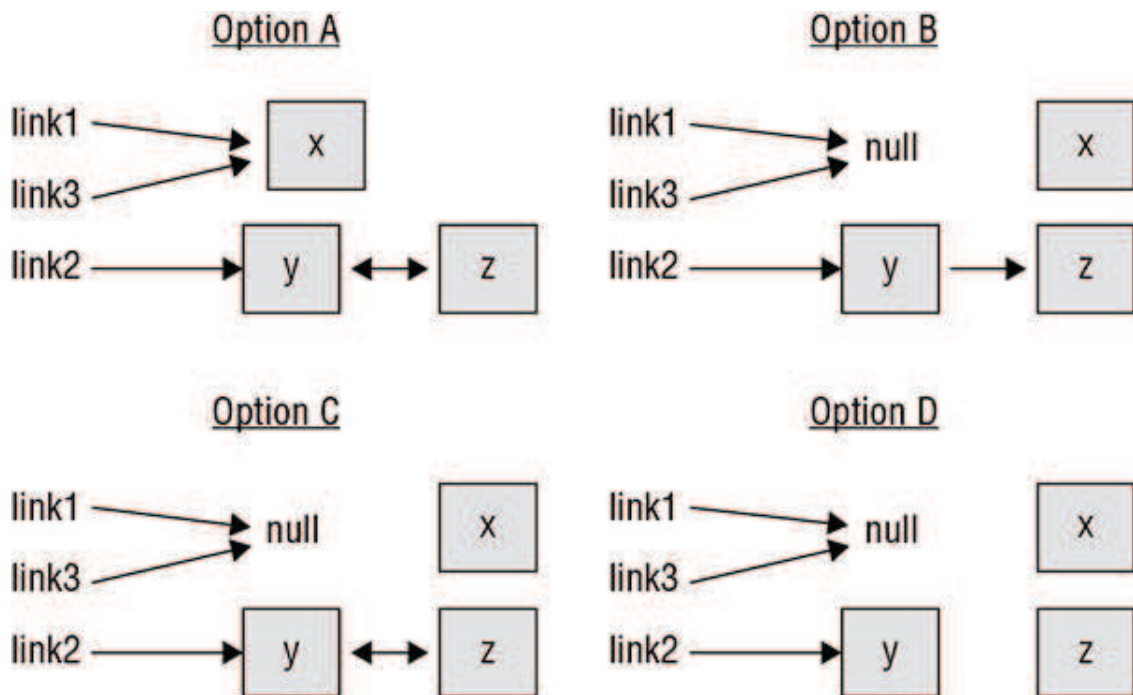 Option A
link1
link3
link2
x
y
z
Option B
link1
link3
link2
null
x
y
z
Option C
link1
link3
link2
null
x
y
z
Option D
link1
link3
link2
null
x
y
z